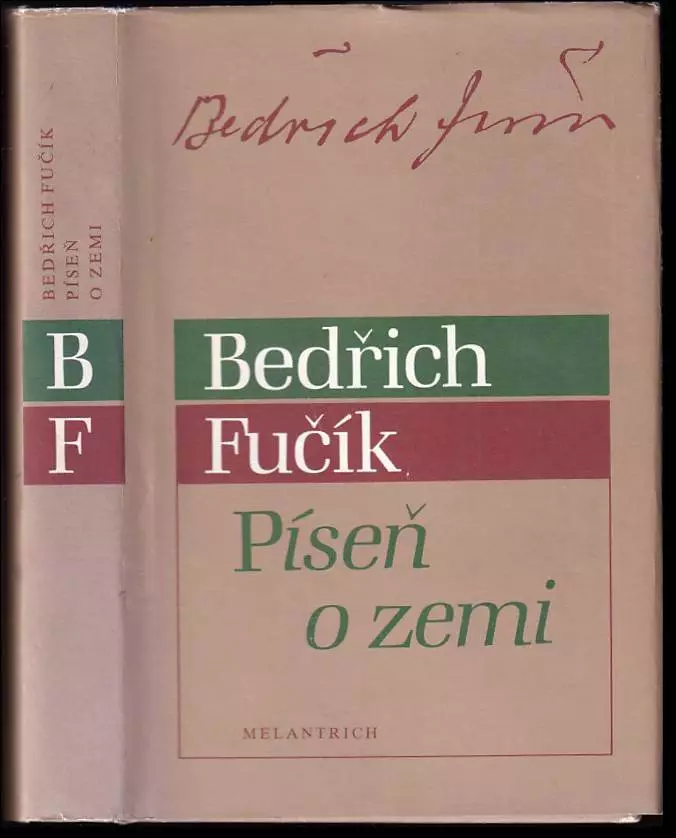 BEDŘICH FUČÍK
PÍSEŇ
O ZEMI
B
F
Bedřich Fučík
Bedřich
Fučík
Píseň
o zemi
MELANTRICH